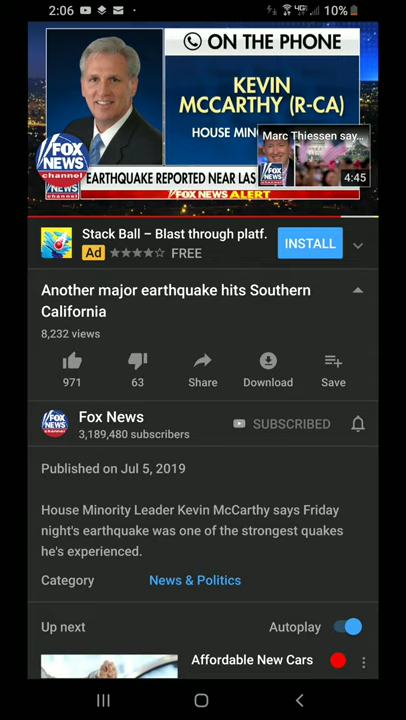 2:06
10%
ON THE PHONE
KEVIN
MCCARTHY (R-CA)
HOUSE MIN
Marc Thiessen say...
4:45
FOX
NEWS
channel
EARTHQUAKE REPORTED NEAR LAS
FOX NEWS ALERT
Stack Ball – Blast through platf.
Ad
FREE
INSTALL
Another major earthquake hits Southern
California
8,232 views
971
63
Share
Download
Save
Fox News
3,189,480 subscribers
SUBSCRIBED
Published on Jul 5, 2019
House Minority Leader Kevin McCarthy says Friday
night's earthquake was one of the strongest quakes
he's experienced.
Category
News & Politics
Up next
Autoplay
Affordable New Cars